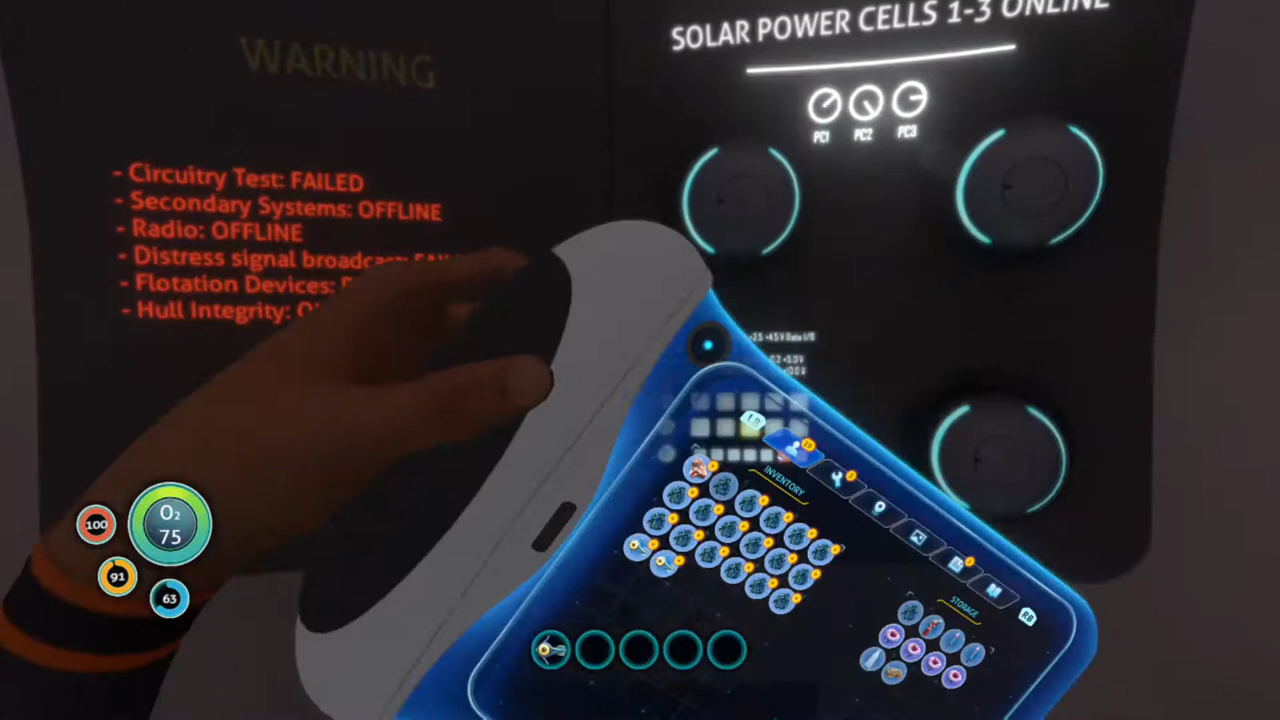 WARNING
- Circuitry Test: FAILED
- Secondary Systems: OFFLINE
- Radio: OFFLINE
- Distress signal broadcast:
- Flotation Devices:
- Hull Integrity:
SOLAR POWER CELLS 1-3 ONLINE
PC1 PC2 PC3
LB
INVENTORY
STORAGE
RB
O2
75
100
91
63